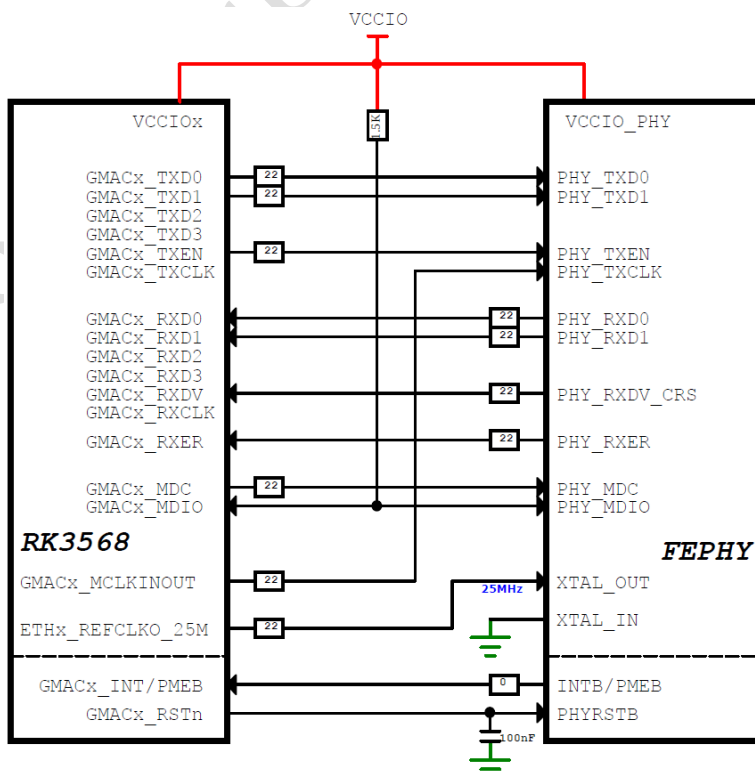 VCCIO
VCCIOx
1.5K
VCCIO_PHY
GMACx_TXD0 22 PHY_TXD0
GMACx_TXD1 22 PHY_TXD1
GMACx_TXD2
GMACx_TXD3
GMACx_TXEN 22 PHY_TXEN
GMACx_TXCLK PHY_TXCLK
GMACx_RXD0 22 PHY_RXD0
GMACx_RXD1 22 PHY_RXD1
GMACx_RXD2
GMACx_RXD3
GMACx_RXDV 22 PHY_RXDV_CRS
GMACx_RXCLK
GMACx_RXER 22 PHY_RXER
GMACx_MDC 22 PHY_MDC
GMACx_MDIO PHY_MDIO
RK3568 FEPHY
GMACx_MCLKINOUT 22 25MHz XTAL_OUT
ETHx_REFCLKO_25M 22 XTAL_IN
GMACx_INT/PMEB 0 INTB/PMEB
GMACx_RSTn PHYRSTB
100nF